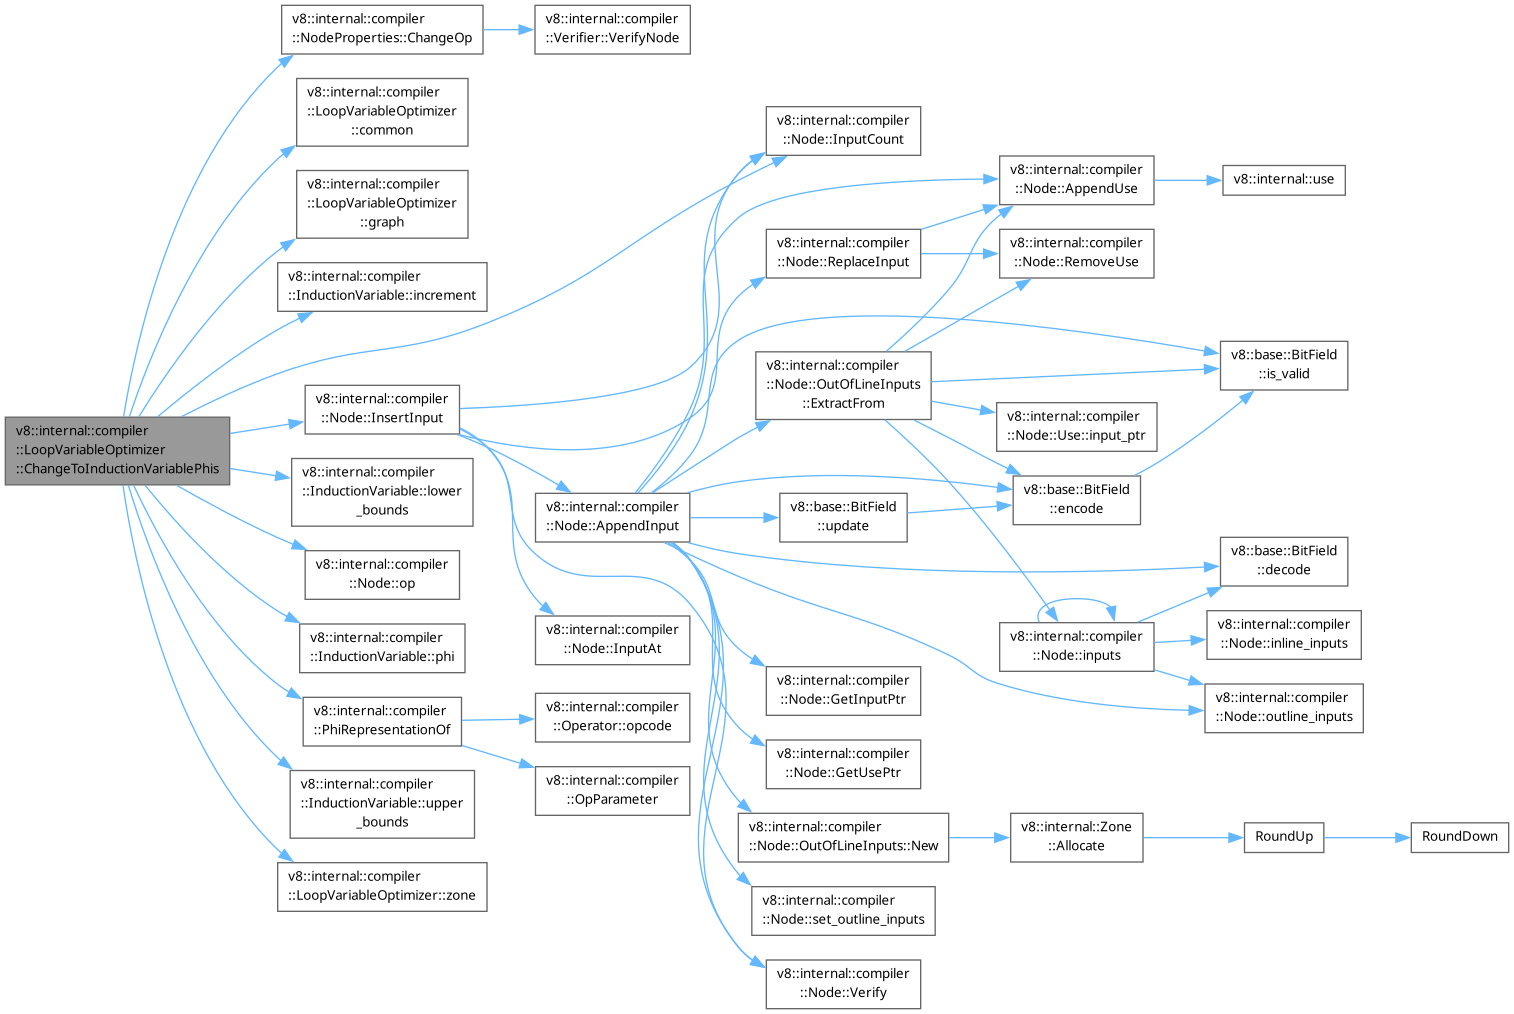 v8::internal::compiler
::LoopVariableOptimizer
::ChangeToInductionVariablePhis
v8::internal::compiler
::NodeProperties::ChangeOp
v8::internal::compiler
::Verifier::VerifyNode
v8::internal::compiler
::LoopVariableOptimizer
::common
v8::internal::compiler
::LoopVariableOptimizer
::graph
v8::internal::compiler
::InductionVariable::increment
v8::internal::compiler
::Node::InsertInput
v8::internal::compiler
::InductionVariable::lower
_bounds
v8::internal::compiler
::Node::op
v8::internal::compiler
::InductionVariable::phi
v8::internal::compiler
::PhiRepresentationOf
v8::internal::compiler
::InductionVariable::upper
_bounds
v8::internal::compiler
::LoopVariableOptimizer::zone
v8::internal::compiler
::Node::AppendInput
v8::internal::compiler
::Node::InputAt
v8::internal::compiler
::Operator::opcode
v8::internal::compiler
::OpParameter
v8::internal::compiler
::Node::InputCount
v8::internal::compiler
::Node::ReplaceInput
v8::internal::compiler
::Node::OutOfLineInputs
::ExtractFrom
v8::base::BitField
::update
v8::internal::compiler
::Node::GetInputPtr
v8::internal::compiler
::Node::GetUsePtr
v8::internal::compiler
::Node::OutOfLineInputs::New
v8::internal::compiler
::Node::set_outline_inputs
v8::internal::compiler
::Node::Verify
v8::internal::compiler
::Node::AppendUse
v8::internal::compiler
::Node::RemoveUse
v8::internal::compiler
::Node::Use::input_ptr
v8::base::BitField
::encode
v8::internal::compiler
::Node::inputs
v8::internal::Zone
::Allocate
v8::internal::use
v8::base::BitField
::is_valid
v8::base::BitField
::decode
v8::internal::compiler
::Node::inline_inputs
v8::internal::compiler
::Node::outline_inputs
RoundUp
RoundDown